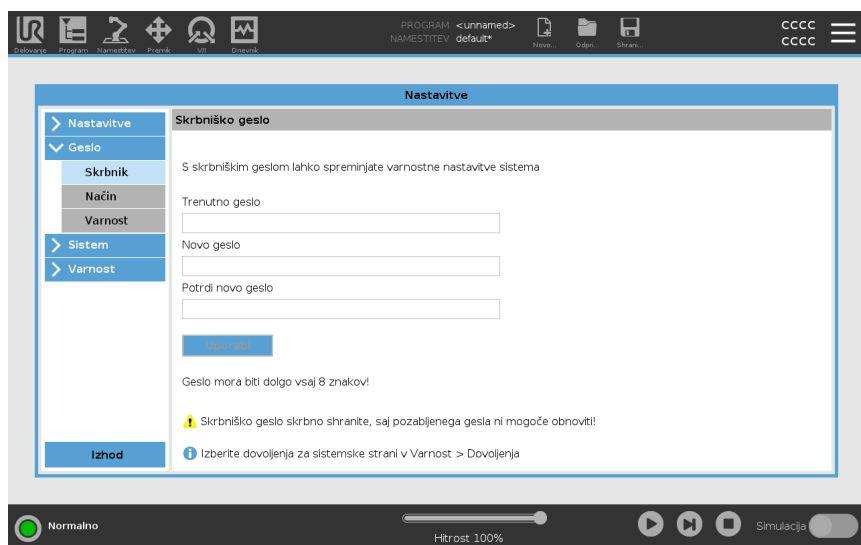 PROGRAM <unnamed>
NAMESTITEV default*
CCCC
CCCC
Delovanje Program Namestitev Premik V/I Dnevnik Novo... Odpri... Shrani...
Nastavitve
Nastavitve
Geslo
Skrbnik
Način
Varnost
Sistem
Varnost
Izhod
Skrbniško geslo
S skrbniškim geslom lahko spreminjate varnostne nastavitve sistema
Trenutno geslo
Novo geslo
Potrdi novo geslo
Uporabi
Geslo mora biti dolgo vsaj 8 znakov!
Skrbniško geslo skrbno shranite, saj pozabljenega gesla ni mogoče obnoviti!
Izberite dovoljenja za sistemske strani v Varnost > Dovoljenja
Normalno
Hitrost 100%
Simulacija